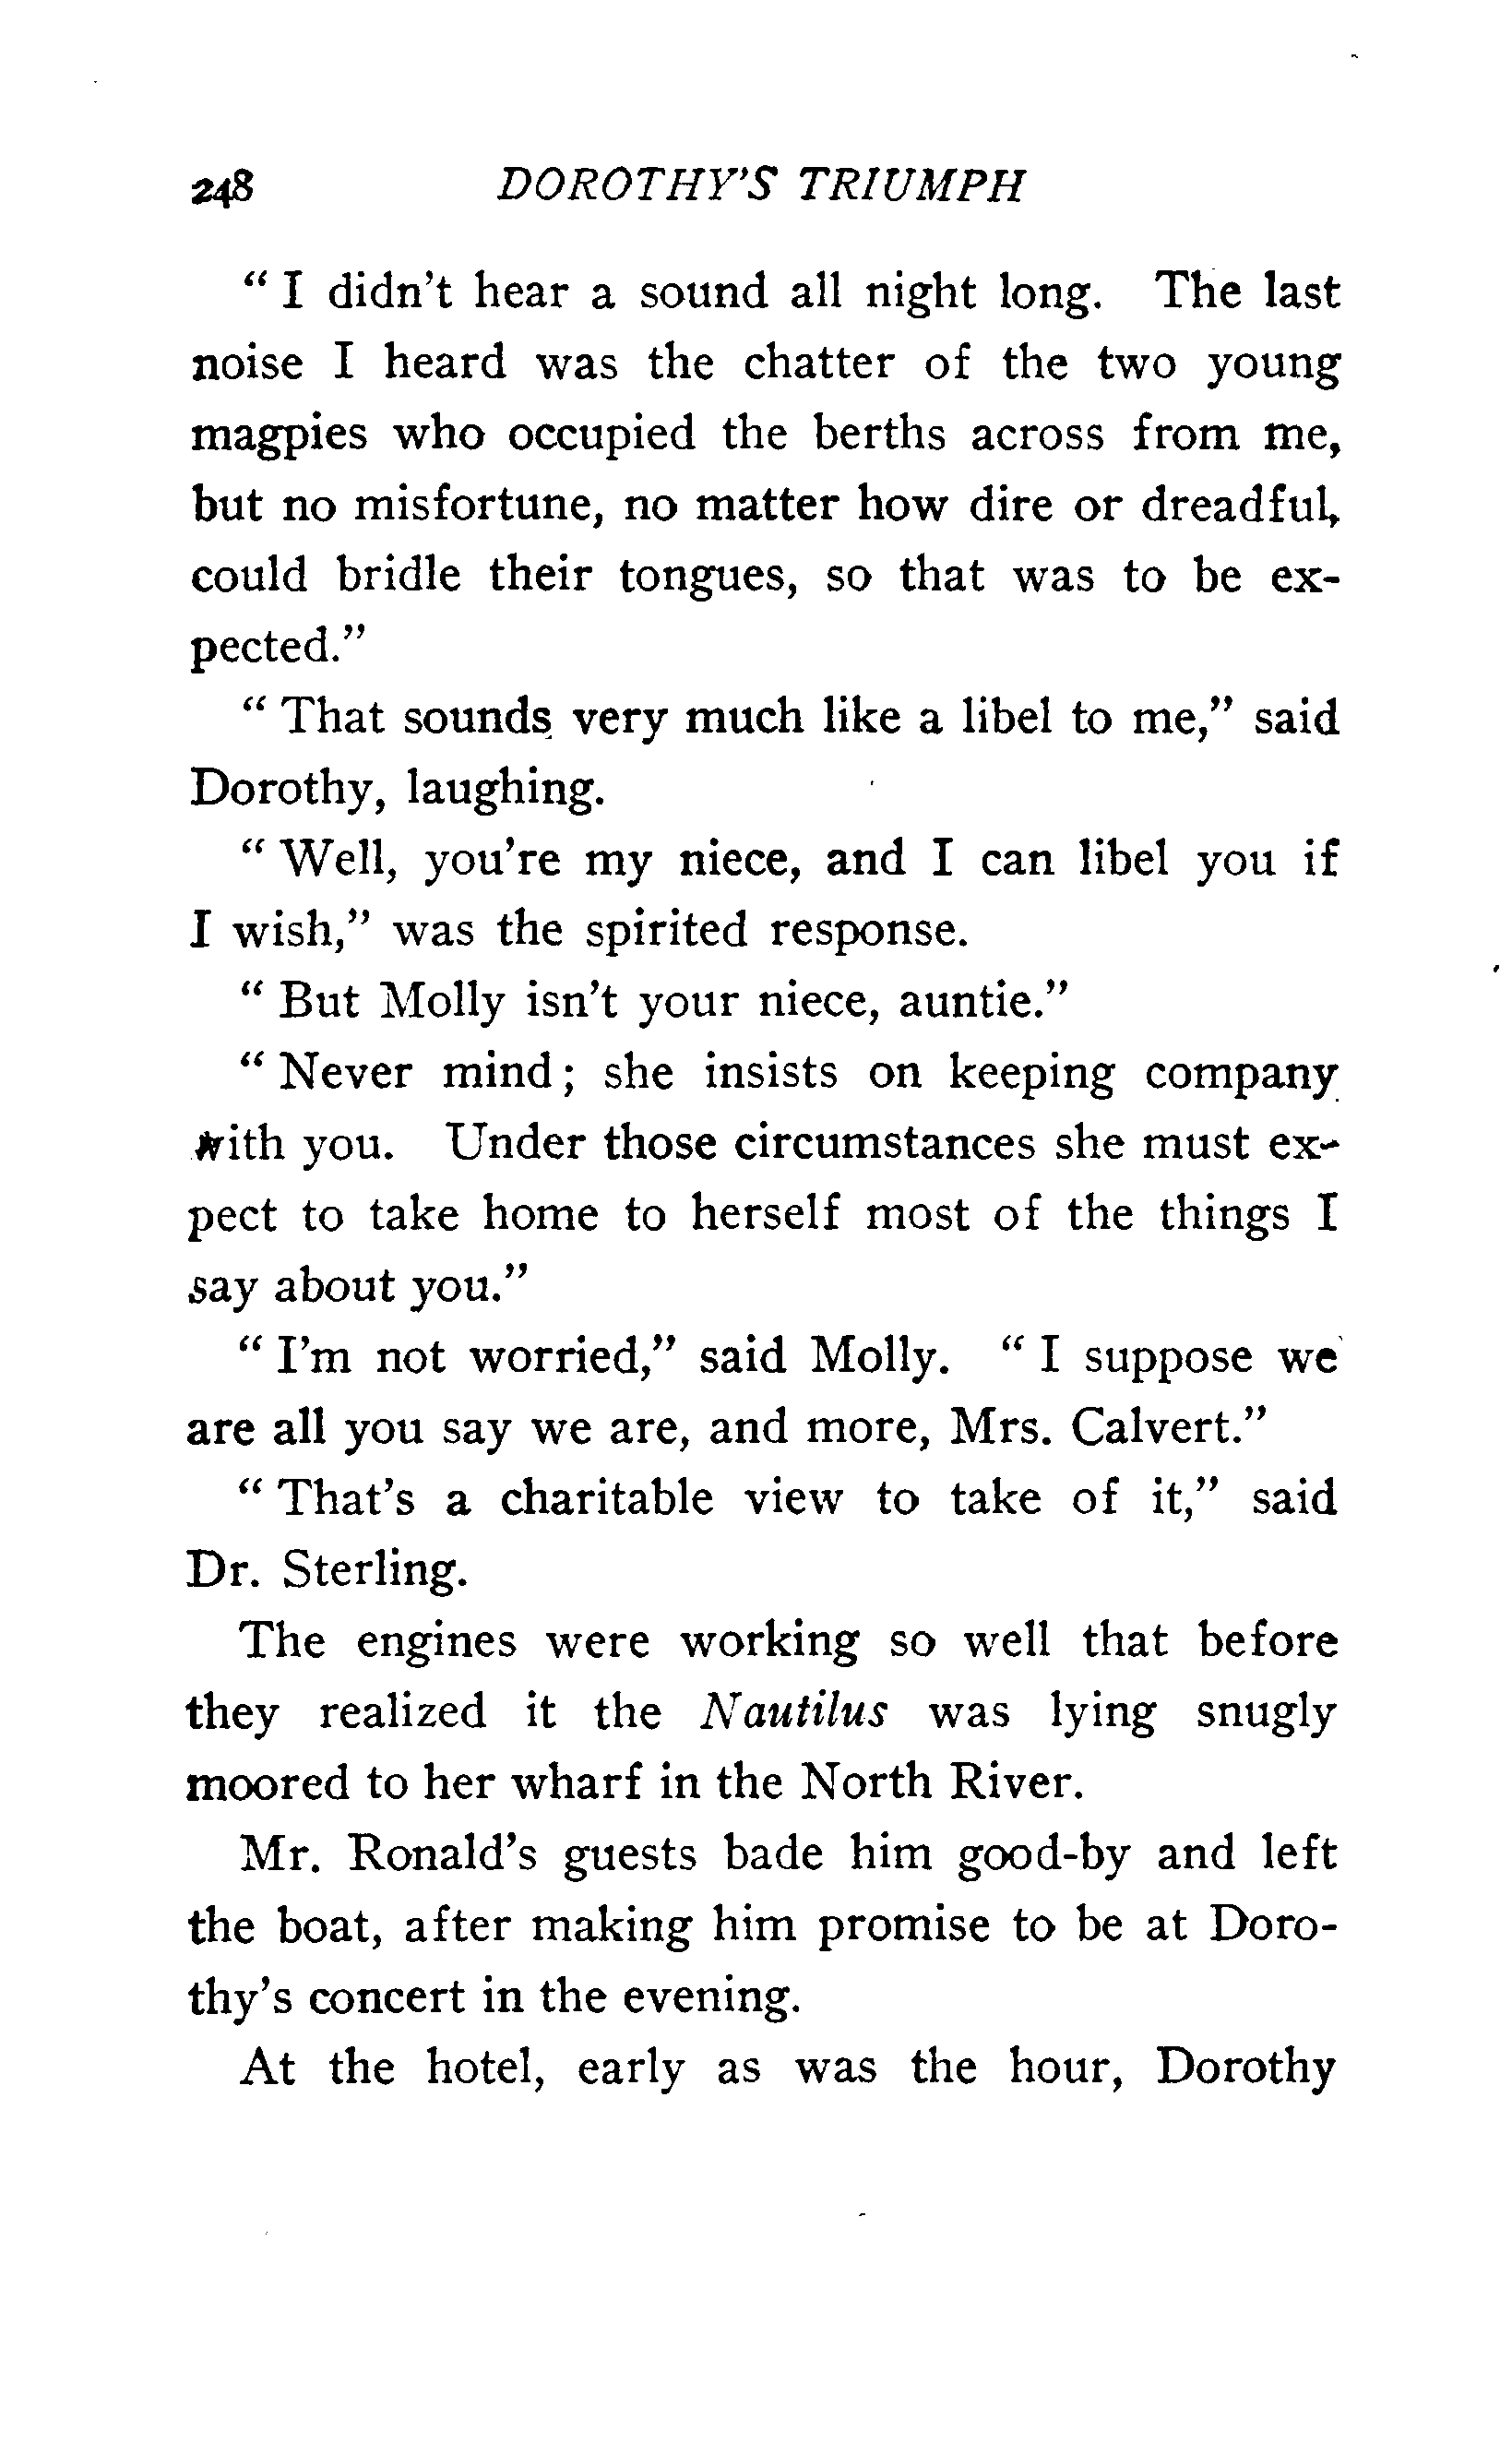 248 DOROTHY'S TRIUMPH
" I didn't hear a sound all night long. The last
noise I heard was the chatter of the two young
magpies who occupied the berths across from me,
but no misfortune, no matter how dire or dreadful,
could bridle their tongues, so that was to be ex-
pected."
" That sounds very much like a libel to me," said
Dorothy, laughing.
" Well, you're my niece, and I can libel you if
I wish," was the spirited response.
" But Molly isn't your niece, auntie."
" Never mind; she insists on keeping company
with you. Under those circumstances she must ex-
pect to take home to herself most of the things I
say about you."
" I'm not worried," said Molly. " I suppose we
are all you say we are, and more, Mrs. Calvert."
" That's a charitable view to take of it," said
Dr. Sterling.
The engines were working so well that before
they realized it the Nautilus was lying snugly
moored to her wharf in the North River.
Mr. Ronald's guests bade him good-by and left
the boat, after making him promise to be at Doro-
thy's concert in the evening.
At the hotel, early as was the hour, Dorothy